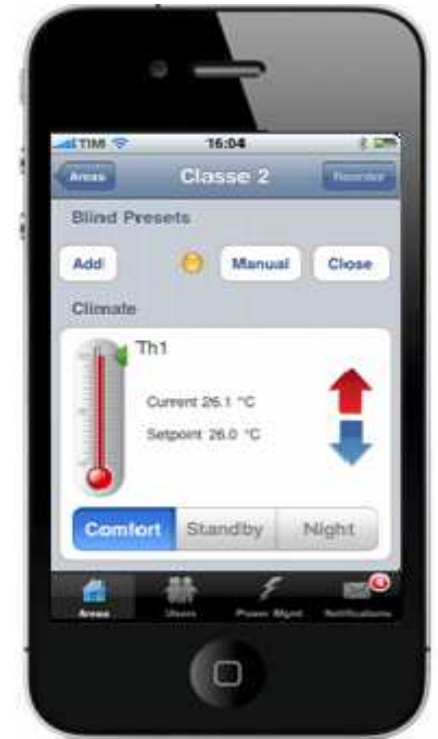 TIM 16:04
Areas Classe 2 Reorder
Blind Presets
Add Manual Close
Climate
Th1
Current 26.1 °C
Setpoint 26.0 °C
Comfort Standby Night
Areas Users Power Mgmt Notifications